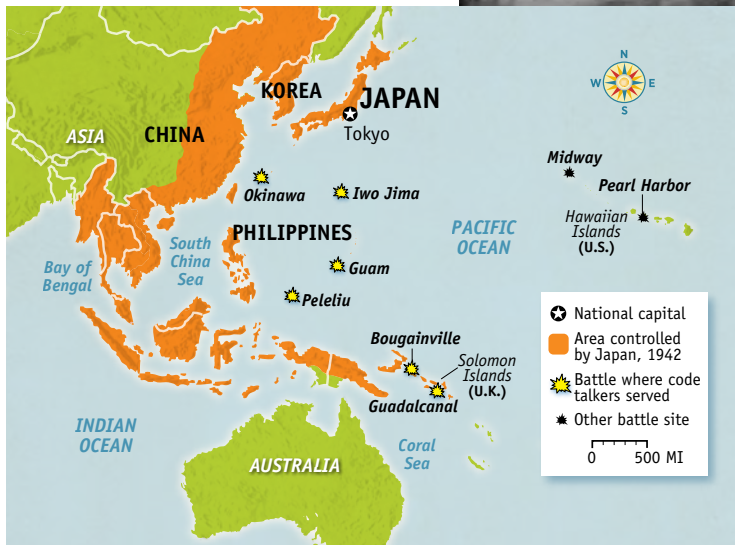 N
W
E
S
KOREA
JAPAN
Tokyo
ASIA
CHINA
Okinawa
Iwo Jima
Midway
Pearl Harbor
Hawaiian
Islands
(U.S.)
PHILIPPINES
PACIFIC
OCEAN
South
China
Sea
Bay of
Bengal
Guam
Peleliu
Bougainville
Solomon
Islands
(U.K.)
Guadalcanal
INDIAN
OCEAN
AUSTRALIA
Coral
Sea
National capital
Area controlled
by Japan, 1942
Battle where code
talkers served
Other battle site
0 500 MI